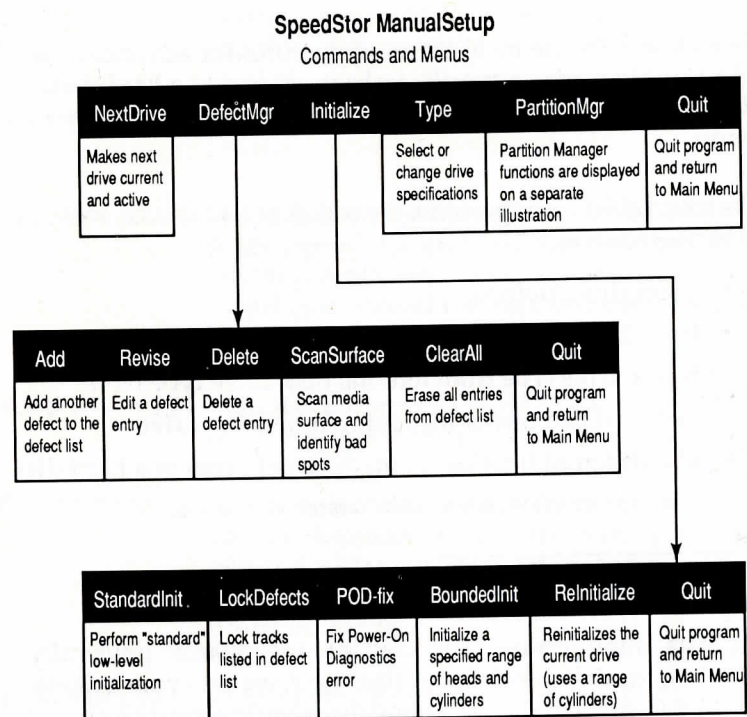 SpeedStor ManualSetup
Commands and Menus
NextDrive DefectMgr Initialize Type PartitionMgr Quit
Makes next
drive current
and active
Select or
change drive
specifications
Partition Manager
functions are displayed
on a separate
illustration
Quit program
and return
to Main Menu
Add Revise Delete ScanSurface ClearAll Quit
Add another
defect to the
defect list
Edit a defect
entry
Delete a
defect entry
Scan media
surface and
identify bad
spots
Erase all entries
from defect list
Quit program
and return
to Main Menu
StandardInit LockDefects POD-fix BoundedInit ReInitialize Quit
Perform "standard"
low-level
initialization
Lock tracks
listed in defect
list
Fix Power-On
Diagnostics
error
Initialize a
specified range
of heads and
cylinders
Reinitializes the
current drive
(uses a range
of cylinders)
Quit program
and return
to Main Menu